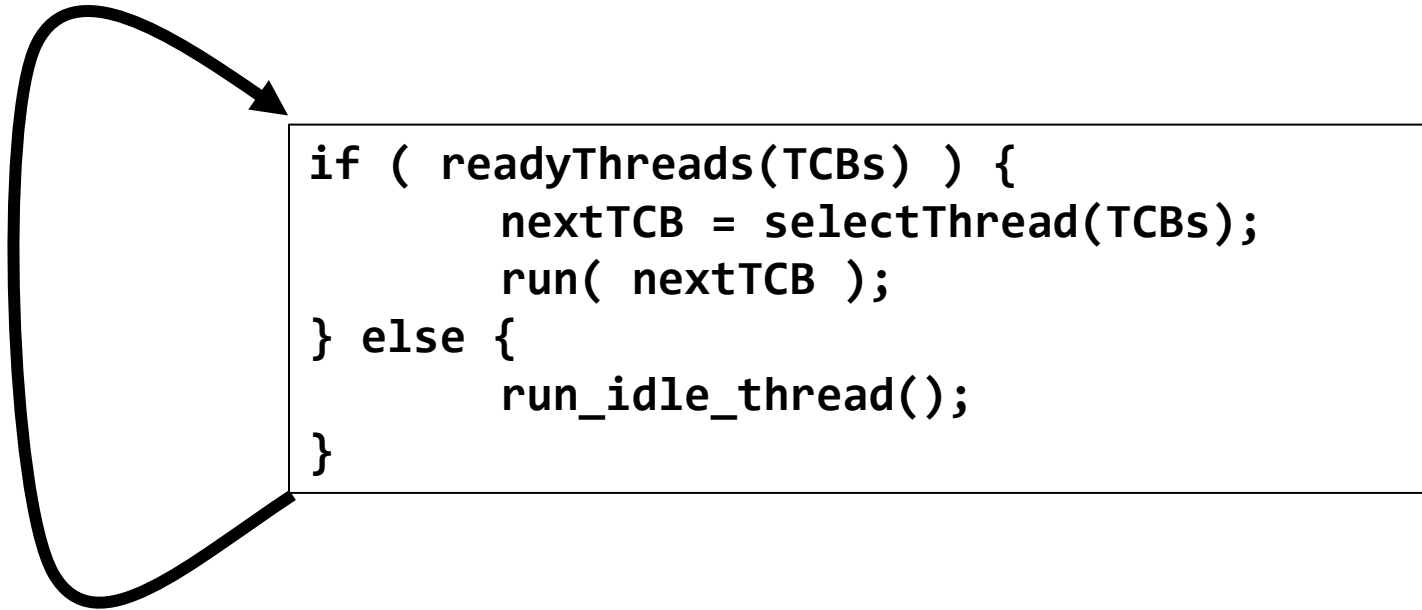 if ( readyThreads(TCBs) ) {
        nextTCB = selectThread(TCBs);
        run( nextTCB );
} else {
        run_idle_thread();
}